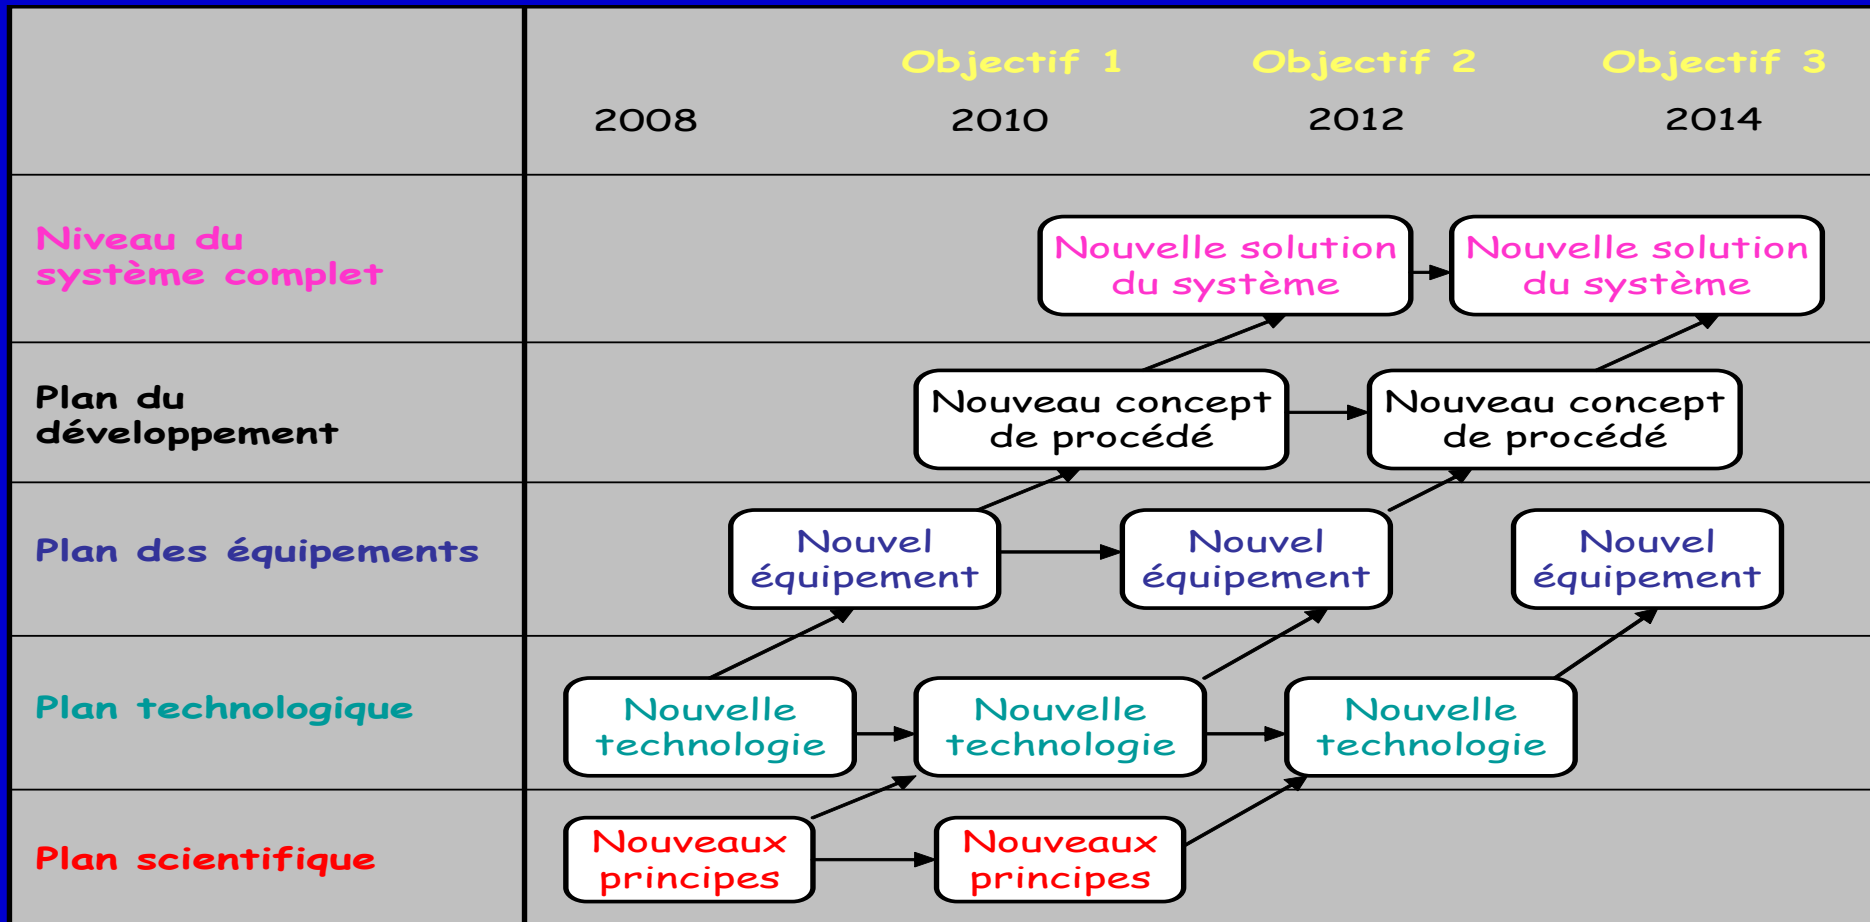 Objectif 1 Objectif 2 Objectif 3
2008 2010 2012 2014
Niveau du
système complet
Nouvelle solution
du système
Nouvelle solution
du système
Plan du
développement
Nouveau concept
de procédé
Nouveau concept
de procédé
Plan des équipements
Nouvel
équipement
Nouvel
équipement
Nouvel
équipement
Plan technologique
Nouvelle
technologie
Nouvelle
technologie
Nouvelle
technologie
Plan scientifique
Nouveaux
principes
Nouveaux
principes